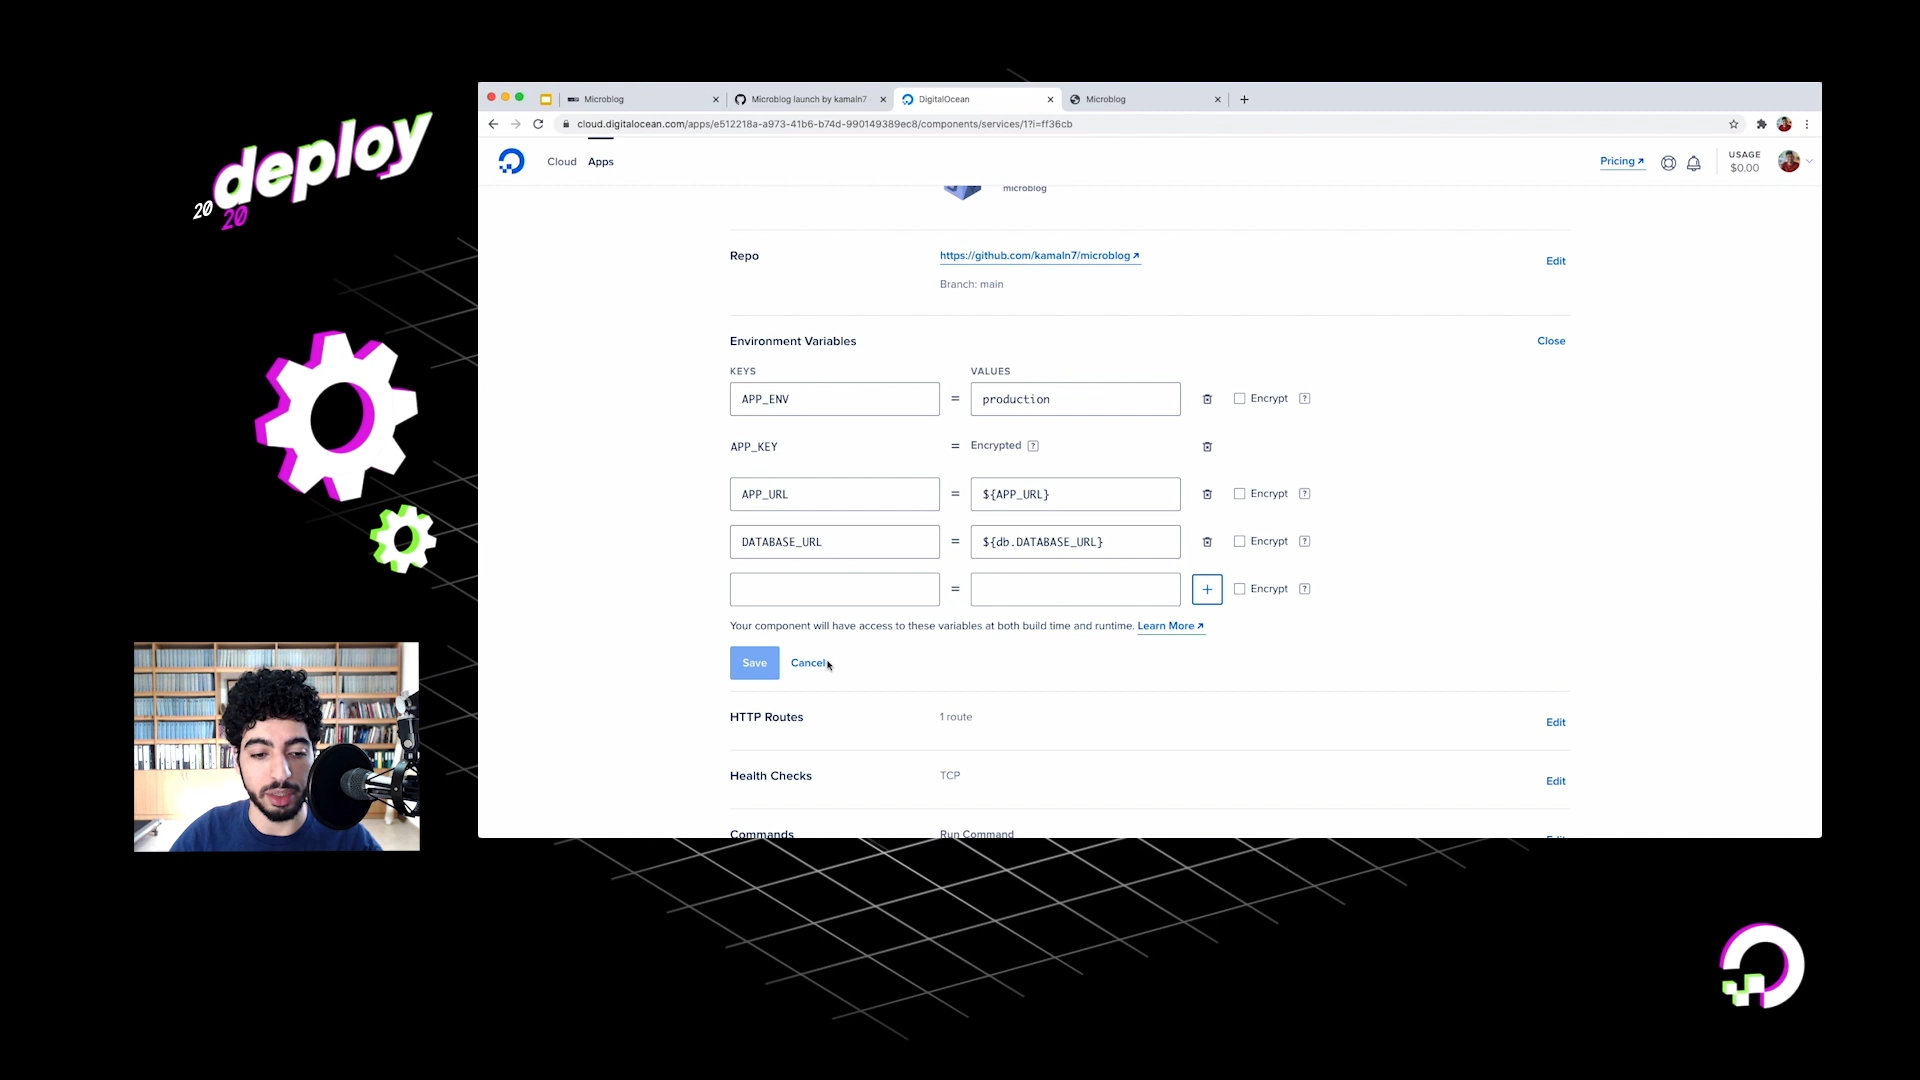 deploy
20
20
Microblog
Microblog launch by kamaln7
DigitalOcean
Microblog
cloud.digitalocean.com/apps/e512218a-a973-41b6-b74d-990149389ec8/components/services/1?i=ff36cb
Cloud
Apps
Pricing
USAGE
$0.00
microblog
Repo
https://github.com/kamaln7/microblog
Edit
Branch: main
Environment Variables
Close
KEYS
VALUES
APP_ENV
=
production
Encrypt
?
APP_KEY
=
Encrypted
?
APP_URL
=
${APP_URL}
Encrypt
?
DATABASE_URL
=
${db.DATABASE_URL}
Encrypt
?
=
+
Encrypt
?
Your component will have access to these variables at both build time and runtime. Learn More
Save
Cancel
HTTP Routes
1 route
Edit
Health Checks
TCP
Edit
Commands
Run Command
Edit